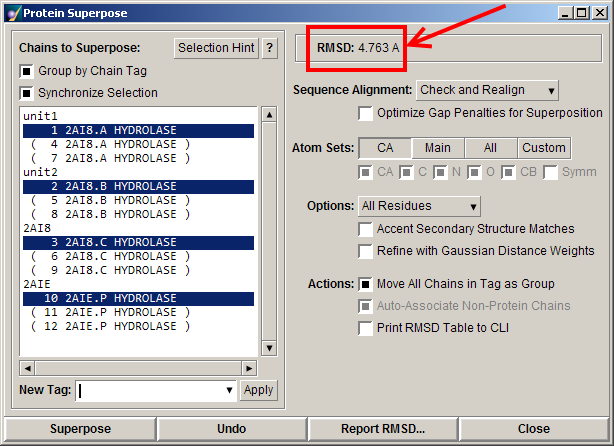 Protein Superpose
Chains to Superpose:
Selection Hint
?
Group by Chain Tag
Synchronize Selection
unit1
1 2AI8.A HYDROLASE
( 4 2AI8.A HYDROLASE )
( 7 2AI8.A HYDROLASE )
unit2
2 2AI8.B HYDROLASE
( 5 2AI8.B HYDROLASE )
( 8 2AI8.B HYDROLASE )
2AI8
3 2AI8.C HYDROLASE
( 6 2AI8.C HYDROLASE )
( 9 2AI8.C HYDROLASE )
2AIE
10 2AIE.P HYDROLASE
( 11 2AIE.P HYDROLASE )
( 12 2AIE.P HYDROLASE )
New Tag:
Apply
RMSD: 4.763 A
Sequence Alignment: Check and Realign
Optimize Gap Penalties for Superposition
Atom Sets: CA Main All Custom
CA C N O CB Symm
Options: All Residues
Accent Secondary Structure Matches
Refine with Gaussian Distance Weights
Actions: Move All Chains in Tag as Group
Auto-Associate Non-Protein Chains
Print RMSD Table to CLI
Superpose Undo Report RMSD... Close